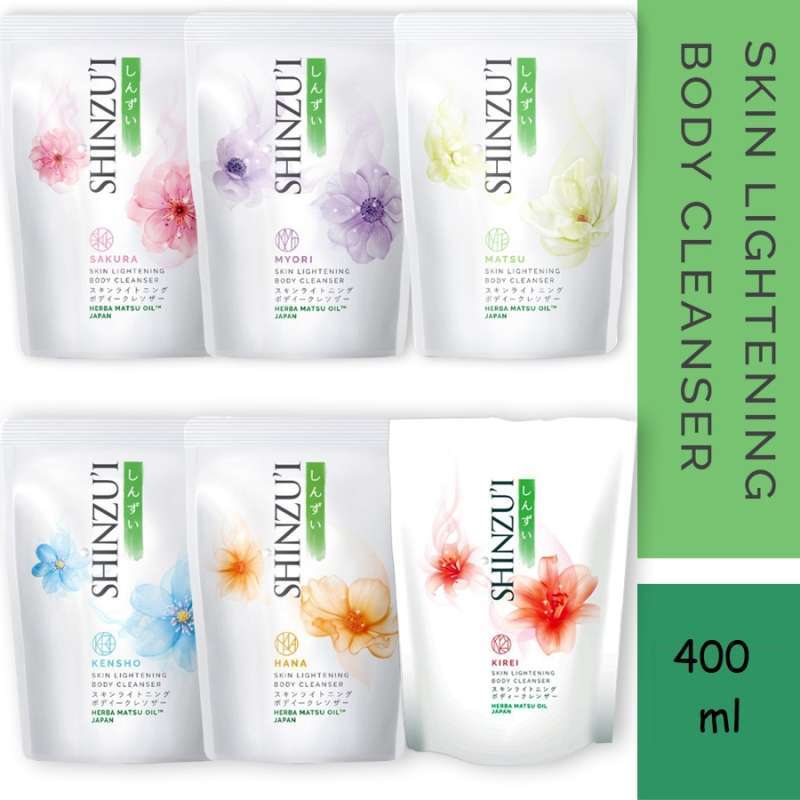 SHINZU'I
しんずい
SAKURA
SKIN LIGHTENING
BODY CLEANSER
スキンライトニング
ボディークレンザー
HERBA MATSU OIL™
JAPAN
SHINZU'I
しんずい
MYORI
SKIN LIGHTENING
BODY CLEANSER
スキンライトニング
ボディークレンザー
HERBA MATSU OIL™
JAPAN
SHINZU'I
しんずい
MATSU
SKIN LIGHTENING
BODY CLEANSER
スキンライトニング
ボディークレンザー
HERBA MATSU OIL™
JAPAN
SKIN LIGHTENING
BODY CLEANSER
SHINZU'I
しんずい
KENSHO
SKIN LIGHTENING
BODY CLEANSER
スキンライトニング
ボディークレンザー
HERBA MATSU OIL™
JAPAN
SHINZU'I
しんずい
HANA
SKIN LIGHTENING
BODY CLEANSER
スキンライトニング
ボディークレンザー
HERBA MATSU OIL™
JAPAN
SHINZU'I
しんずい
KIREI
SKIN LIGHTENING
BODY CLEANSER
スキンライトニング
ボディークレンザー
HERBA MATSU OIL
JAPAN
400
ml